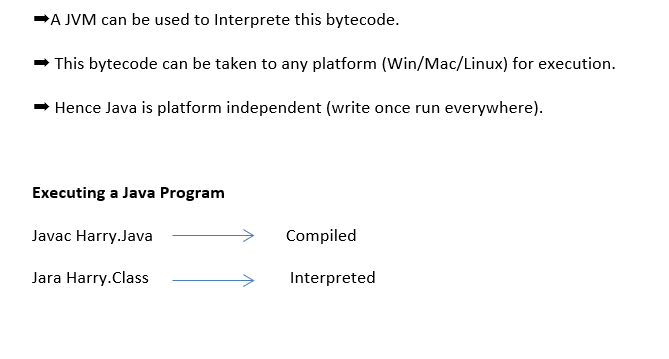 ➡A JVM can be used to Interprete this bytecode.
➡ This bytecode can be taken to any platform (Win/Mac/Linux) for execution.
➡ Hence Java is platform independent (write once run everywhere).
Executing a Java Program
Javac Harry.Java → Compiled
Jara Harry.Class → Interpreted